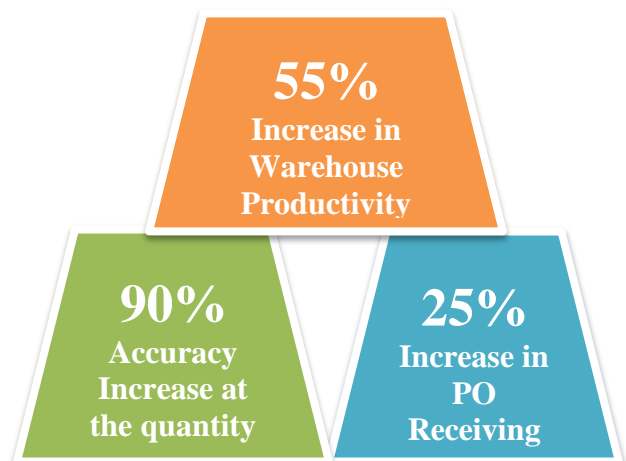 55%
Increase in
Warehouse
Productivity
90%
Accuracy
Increase at
the quantity
25%
Increase in
PO
Receiving